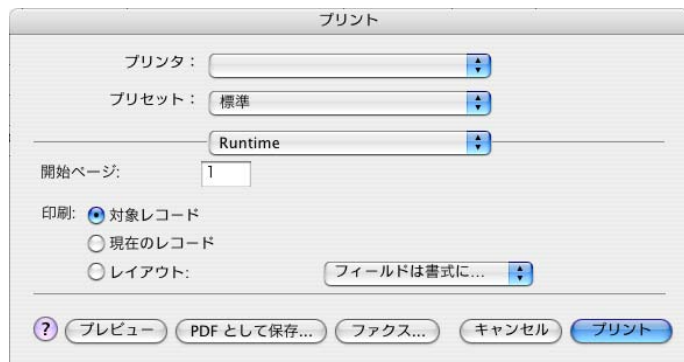 プリント
プリンタ：
プリセット： 標準
Runtime
開始ページ: 1
印刷: 対象レコード
現在のレコード
レイアウト: フィールドは書式に...
? プレビュー PDF として保存... ファクス... キャンセル プリント